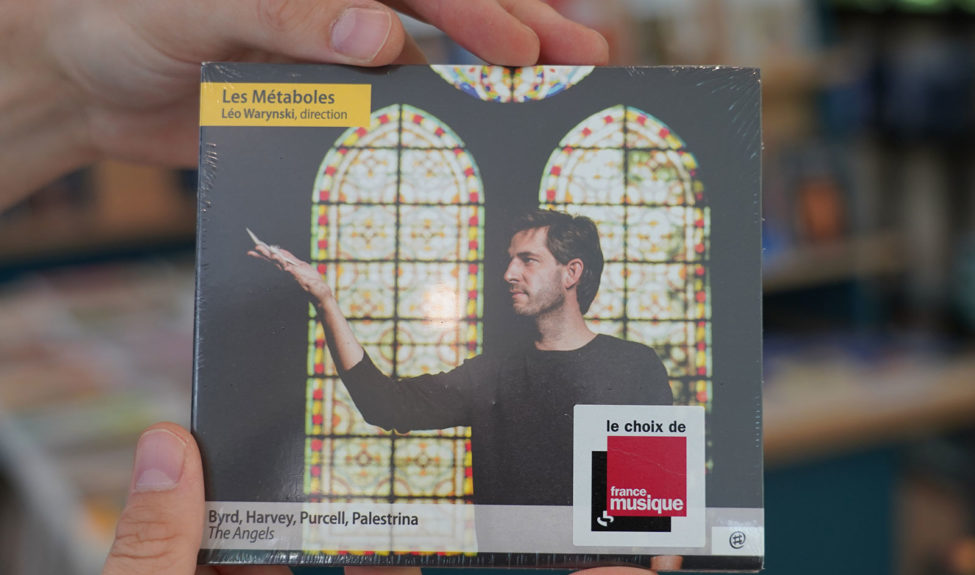 Les Métaboles
Léo Warynski, direction
le choix de
france
musique
Byrd, Harvey, Purcell, Palestrina
The Angels